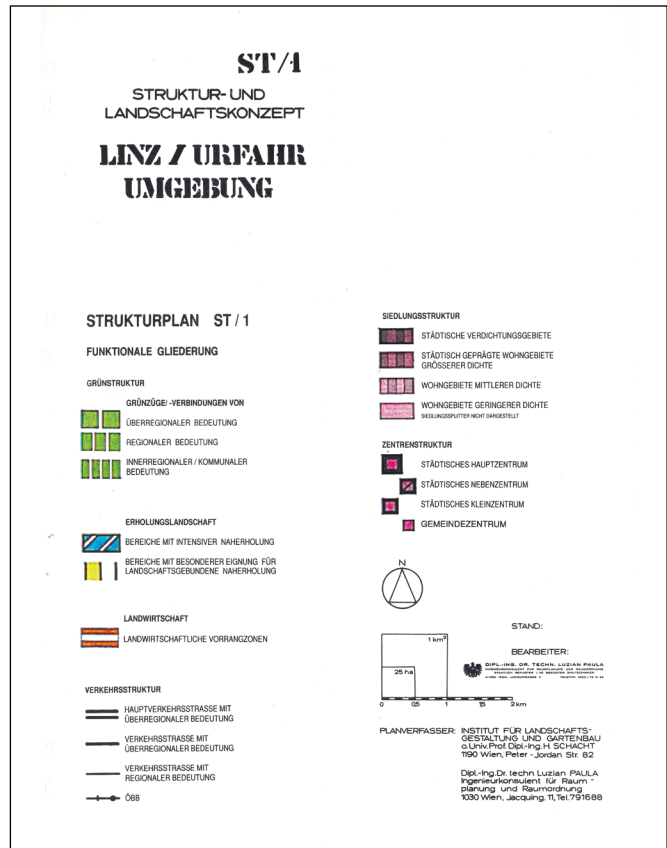 ST/1
STRUKTUR- UND
LANDSCHAFTSKONZEPT
LINZ / URFAHR
UMGEBUNG
STRUKTURPLAN ST / 1
FUNKTIONALE GLIEDERUNG
GRÜNSTRUKTUR
GRÜNZÜGE/ -VERBINDUNGEN VON
ÜBERREGIONALER BEDEUTUNG
REGIONALER BEDEUTUNG
INNERREGIONALER / KOMMUNALER
BEDEUTUNG
ERHOLUNGSLANDSCHAFT
BEREICHE MIT INTENSIVER NAHERHOLUNG
BEREICHE MIT BESONDERER EIGNUNG FÜR
LANDSCHAFTSGEBUNDENE NAHERHOLUNG
LANDWIRTSCHAFT
LANDWIRTSCHAFTLICHE VORRANGZONEN
VERKEHRSSTRUKTUR
HAUPTVERKEHRSSTRASSE MIT
ÜBERREGIONALER BEDEUTUNG
VERKEHRSSTRASSE MIT
ÜBERREGIONALER BEDEUTUNG
VERKEHRSSTRASSE MIT
REGIONALER BEDEUTUNG
ÖBB
SIEDLUNGSSTRUKTUR
STÄDTISCHE VERDICHTUNGSGEBIETE
STÄDTISCH GEPRÄGTE WOHNGEBIETE
GRÖSSERER DICHTE
WOHNGEBIETE MITTLERER DICHTE
WOHNGEBIETE GERINGERER DICHTE
SIEDLUNGSSPLITTER NICHT DARGESTELLT
ZENTRENSTRUKTUR
STÄDTISCHES HAUPTZENTRUM
STÄDTISCHES NEBENZENTRUM
STÄDTISCHES KLEINZENTRUM
GEMEINDEZENTRUM
N
STAND:
1 km²
BEARBEITER:
DIPL.-ING. DR. TECHN. LUZIAN PAULA
25 ha
0 0,5 1 1,5 2 km
PLANVERFASSER: INSTITUT FÜR LANDSCHAFTS-
GESTALTUNG UND GARTENBAU
o.Univ.Prof. Dipl.-Ing. H. SCHACHT
1190 Wien, Peter - Jordan Str. 82
Dipl.-Ing.Dr. techn Luzian PAULA
Ingenieurkonsulent für Raum -
planung und Raumordnung
1030 Wien, Jacquing. 11, Tel. 791688